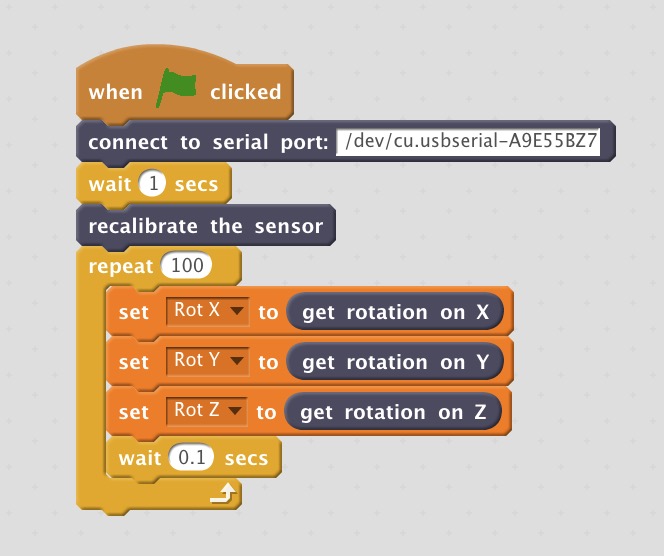 when clicked
connect to serial port: /dev/cu.usbserial-A9E55BZ7
wait 1 secs
recalibrate the sensor
repeat 100
set Rot X to get rotation on X
set Rot Y to get rotation on Y
set Rot Z to get rotation on Z
wait 0.1 secs